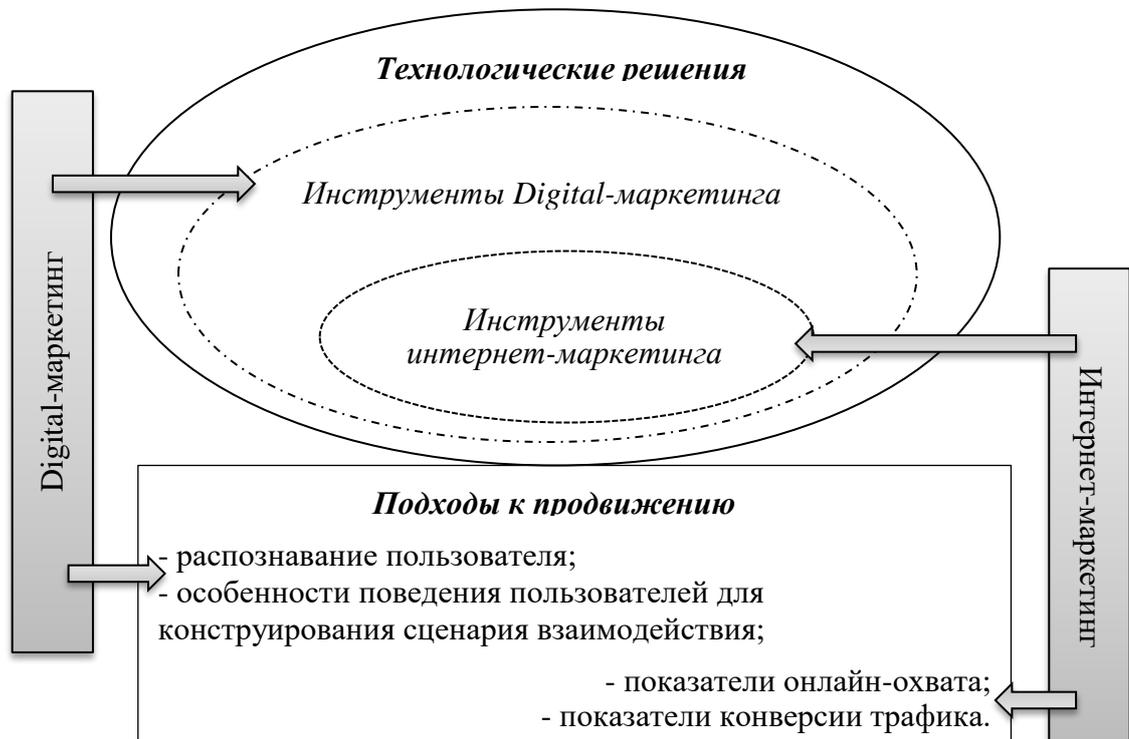 Технологические решения
Digital-маркетинг
Инструменты Digital-маркетинга
Инструменты
интернет-маркетинга
Интернет-маркетинг
Подходы к продвижению
- распознавание пользователя;
- особенности поведения пользователей для
конструирования сценария взаимодействия;
- показатели онлайн-охвата;
- показатели конверсии трафика.